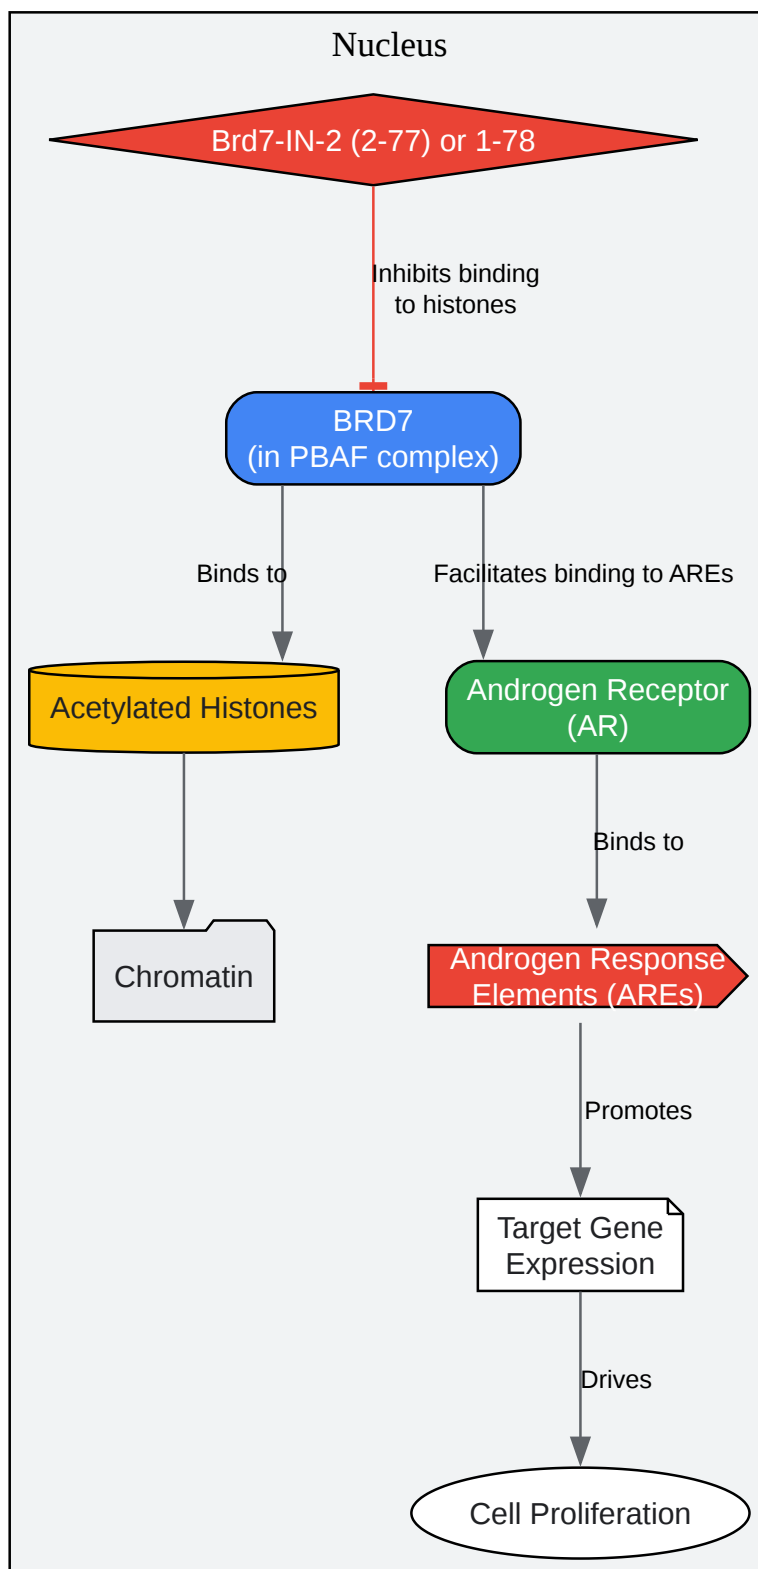 Nucleus
Brd7-IN-2 (2-77) or 1-78
Inhibits binding
to histones
BRD7
(in PBAF complex)
Binds to
Facilitates binding to AREs
Acetylated Histones
Androgen Receptor
(AR)
Binds to
Chromatin
Androgen Response
Elements (AREs)
Promotes
Target Gene
Expression
Drives
Cell Proliferation